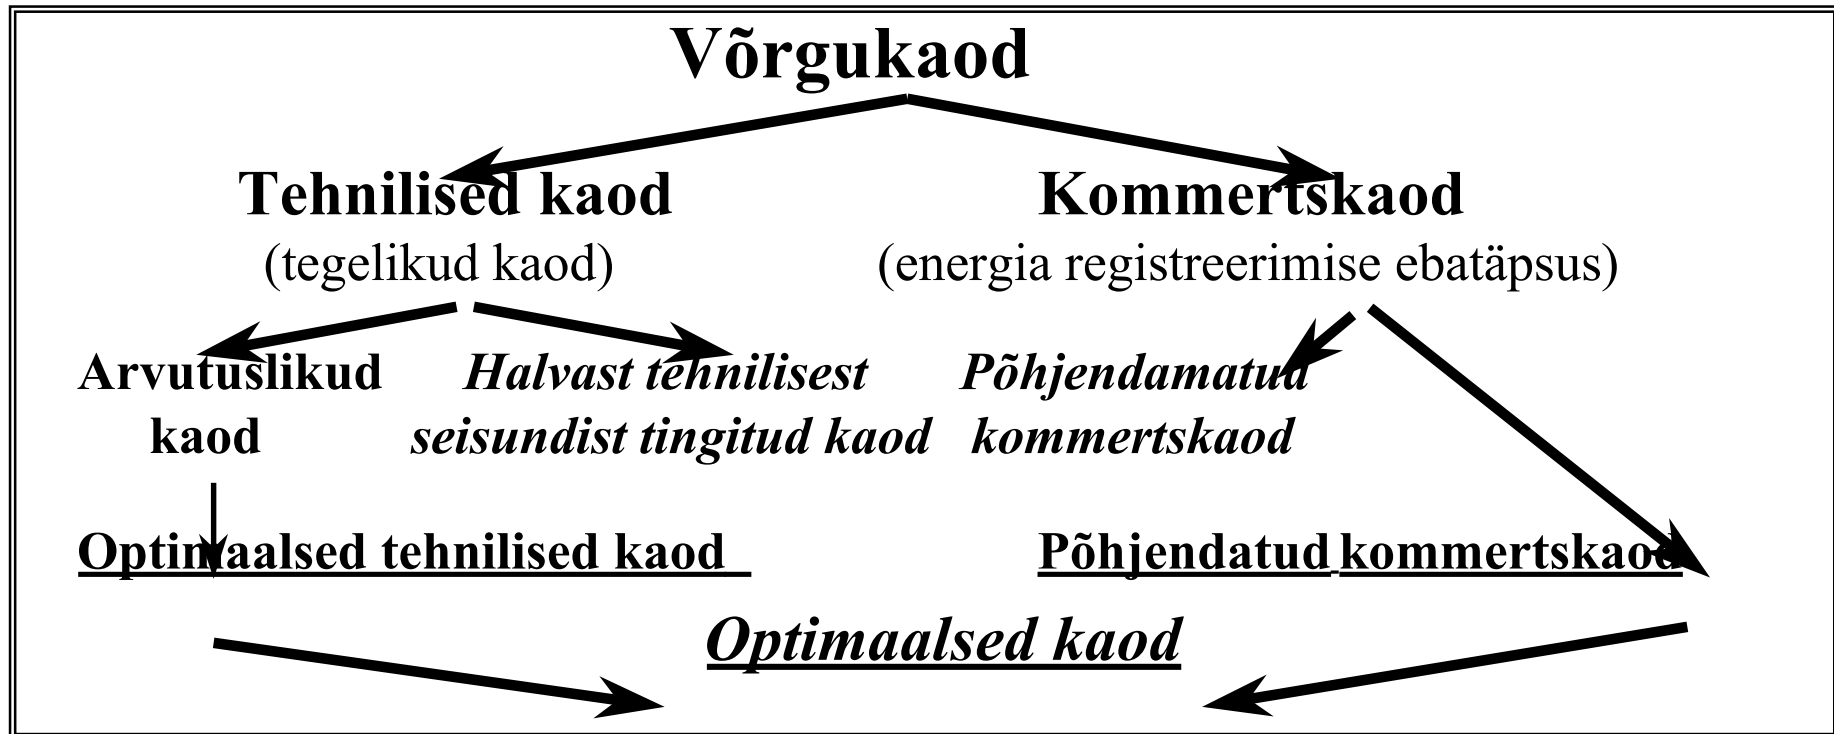 Võrgukaod
Tehnilised kaod
Kommertskaod
(tegelikud kaod)
(energia registreerimise ebatäpsus)
Arvutuslikud
kaod
Halvast tehnilisest
seisundist tingitud kaod
Põhjendamatud
kommertskaod
Optimaalsed tehnilised kaod
Põhjendatud kommertskaod
Optimaalsed kaod